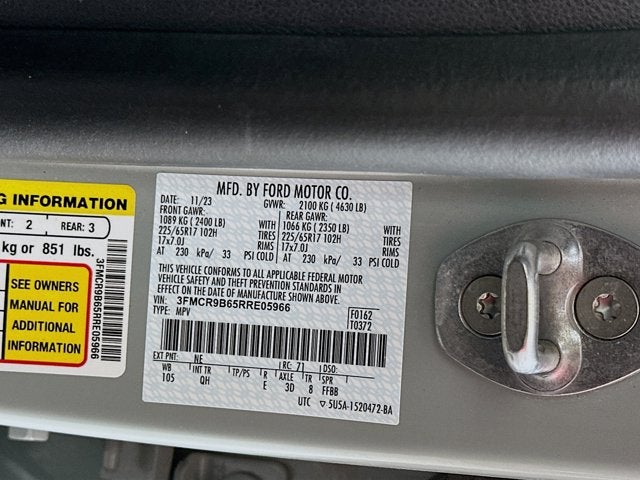 G INFORMATION
NT: 2 REAR: 3
kg or 851 lbs.
SEE OWNERS
MANUAL FOR
ADDITIONAL
INFORMATION
3FMCR9B65RRE05966
MFD. BY FORD MOTOR CO.
DATE: 11/23 GVWR: 2100 KG ( 4630 LB)
FRONT GAWR: REAR GAWR:
1089 KG ( 2400 LB) WITH 1066 KG ( 2350 LB) WITH
225/65R17 102H TIRES 225/65R17 102H TIRES
17x7.0J RIMS 17x7.0J RIMS
AT 230 kPa/ 33 PSI COLD AT 230 kPa/ 33 PSI COLD
THIS VEHICLE CONFORMS TO ALL APPLICABLE FEDERAL MOTOR
VEHICLE SAFETY AND THEFT PREVENTION STANDARDS IN
EFFECT ON THE DATE OF MANUFACTURE SHOWN ABOVE.
VIN: 3FMCR9B65RRE05966 F0162
TYPE: MPV T0372
EXT PNT: NE RC: 71 DSO:
WB INT TR TP/PS R AXLE TR SPR
105 QH E 3D 8 FFBB
UTC ▽5U5A-1520472-BA